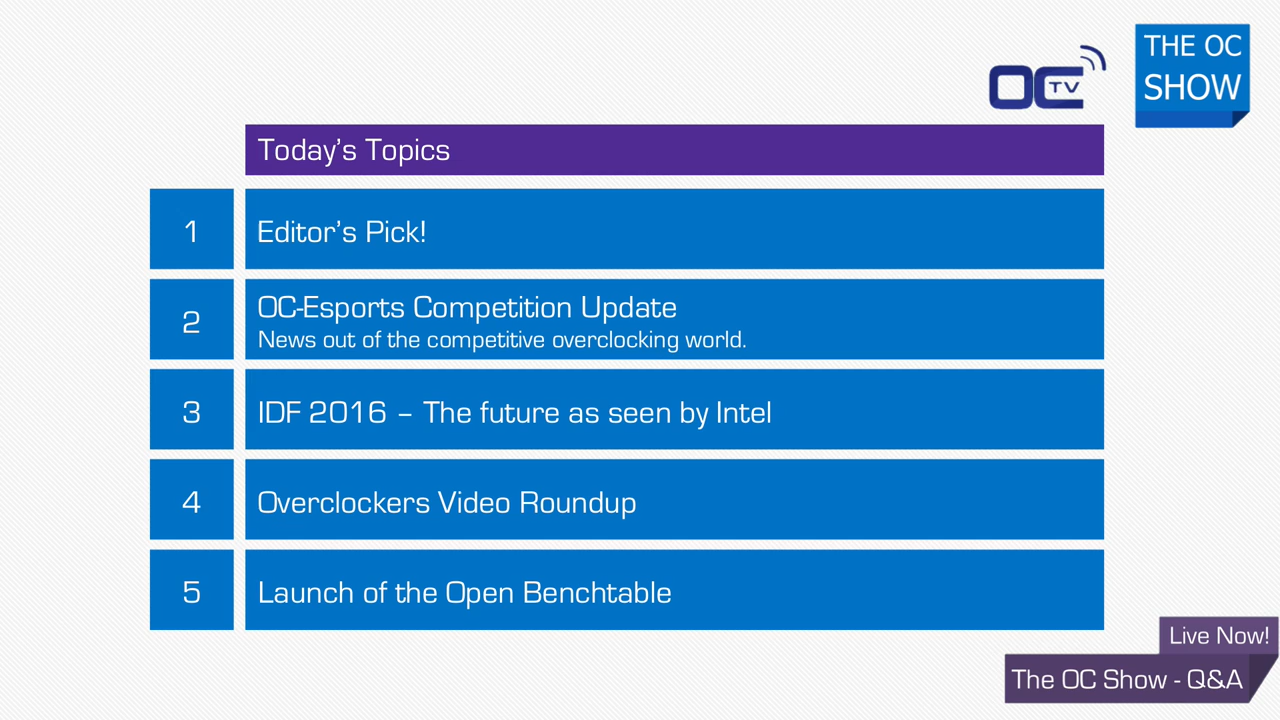 THE OC
SHOW
OC TV
Today's Topics
1
Editor's Pick!
2
OC-Esports Competition Update
News out of the competitive overclocking world.
3
IDF 2016 – The future as seen by Intel
4
Overclockers Video Roundup
5
Launch of the Open Benchtable
Live Now!
The OC Show - Q&A